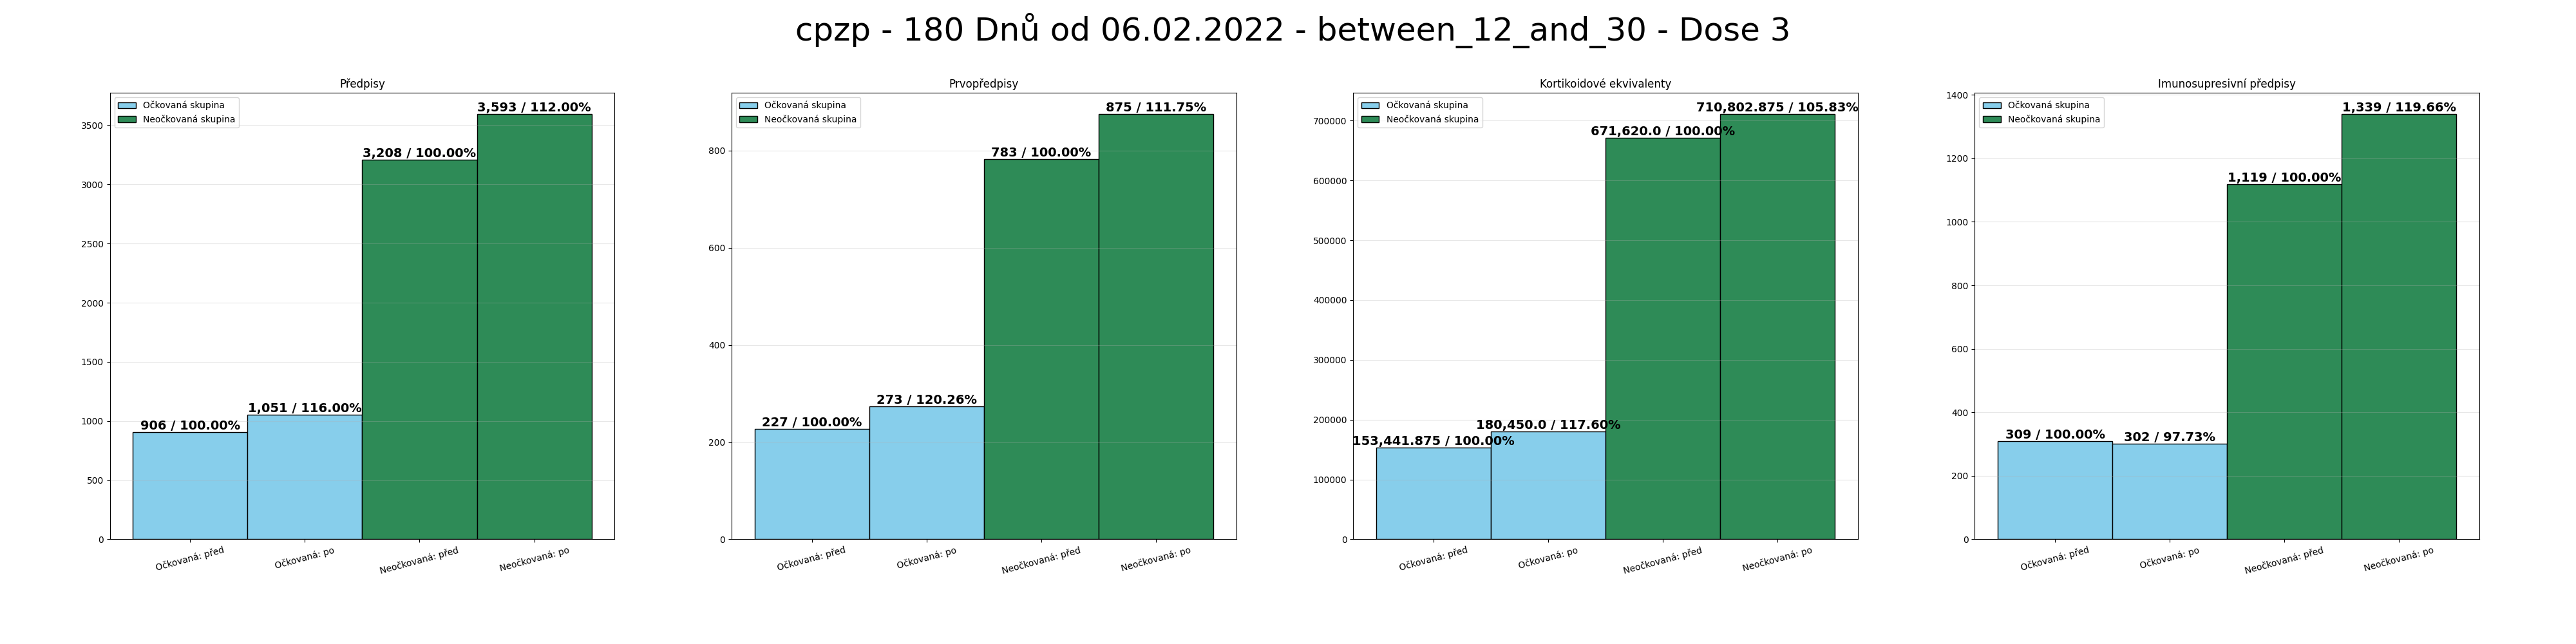 cpzp - 180 Dnů od 06.02.2022 - between_12_and_30 - Dose 3
Předpisy
Očkovaná skupina
Neočkovaná skupina
3500
3000
2500
2000
1500
1000
500
0
906 / 100.00%
1,051 / 116.00%
3,208 / 100.00%
3,593 / 112.00%
Očkovaná: před
Očkovaná: po
Neočkovaná: před
Neočkovaná: po
Prvopředpisy
Očkovaná skupina
Neočkovaná skupina
800
600
400
200
0
227 / 100.00%
273 / 120.26%
783 / 100.00%
875 / 111.75%
Očkovaná: před
Očkovaná: po
Neočkovaná: před
Neočkovaná: po
Kortikoidové ekvivalenty
Očkovaná skupina
Neočkovaná skupina
700000
600000
500000
400000
300000
200000
100000
0
153,441.875 / 100.00%
180,450.0 / 117.60%
671,620.0 / 100.00%
710,802.875 / 105.83%
Očkovaná: před
Očkovaná: po
Neočkovaná: před
Neočkovaná: po
Imunosupresivní předpisy
Očkovaná skupina
Neočkovaná skupina
1400
1200
1000
800
600
400
200
0
309 / 100.00%
302 / 97.73%
1,119 / 100.00%
1,339 / 119.66%
Očkovaná: před
Očkovaná: po
Neočkovaná: před
Neočkovaná: po